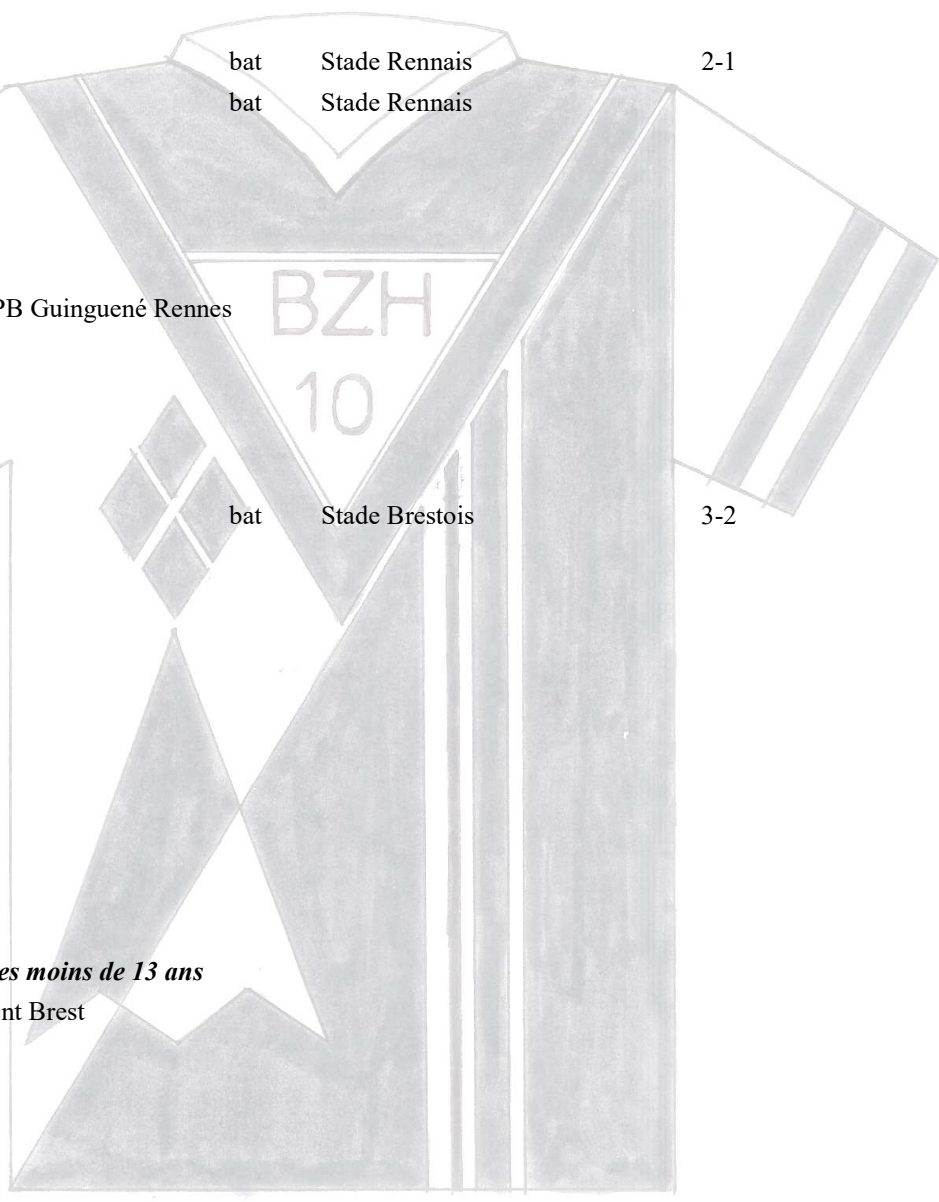 bat Stade Rennais 2-1
bat Stade Rennais
BZH
PB Guinguené Rennes
10
bat Stade Brestois 3-2
es moins de 13 ans
nt Brest